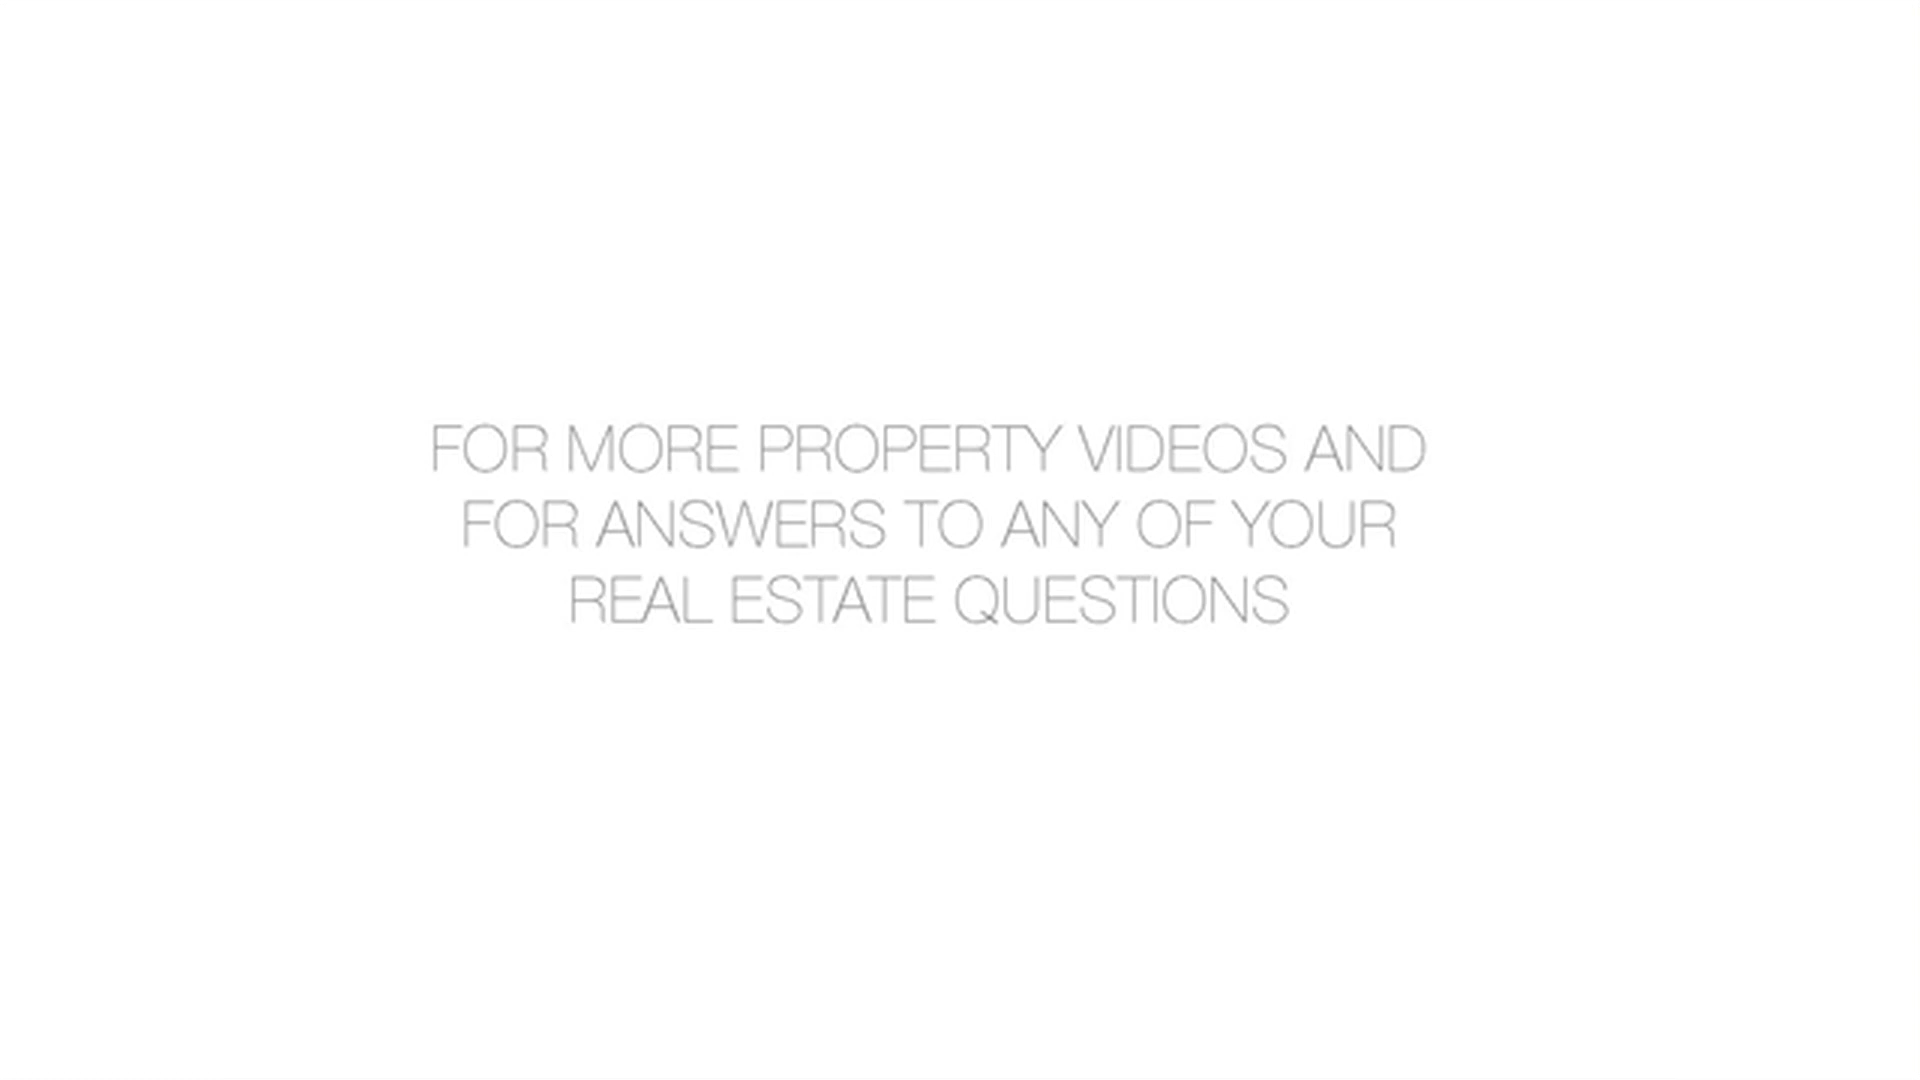 FOR MORE PROPERTY VIDEOS AND
FOR ANSWERS TO ANY OF YOUR
REAL ESTATE QUESTIONS